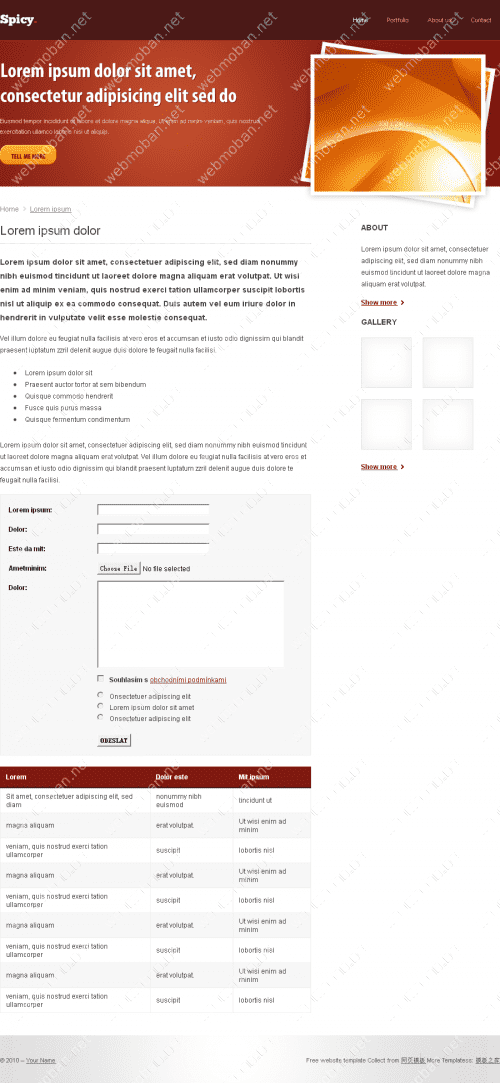 Spicy.
Home
Portfolio
About us
Contact
Lorem ipsum dolor sit amet,
consectetur adipisicing elit sed do
Eiusmod tempor incididunt ut labore et dolore magna aliqua. Ut enim ad minim veniam, quis nostrud
exercitation ullamco laboris nisi ut aliquip.
TELL ME MORE
Home
Lorem ipsum
Lorem ipsum dolor
Lorem ipsum dolor sit amet, consectetuer adipiscing elit, sed diam nonummy
nibh euismod tincidunt ut laoreet dolore magna aliquam erat volutpat. Ut wisi
enim ad minim veniam, quis nostrud exerci tation ullamcorper suscipit lobortis
nisl ut aliquip ex ea commodo consequat. Duis autem vel eum iriure dolor in
hendrerit in vulputate velit esse molestie consequat.
Vel illum dolore eu feugiat nulla facilisis at vero eros et accumsan et iusto odio dignissim qui blandit
praesent luptatum zzril delenit augue duis dolore te feugait nulla facilisi.
Lorem ipsum dolor sit
Praesent auctor tortor at sem bibendum
Quisque commodo hendrerit
Fusce quis purus massa
Quisque fermentum condimentum
Lorem ipsum dolor sit amet, consectetuer adipiscing elit, sed diam nonummy nibh euismod tincidunt
ut laoreet dolore magna aliquam erat volutpat. Vel illum dolore eu feugiat nulla facilisis at vero eros et
accumsan et iusto odio dignissim qui blandit praesent luptatum zzril delenit augue duis dolore te
feugait nulla facilisi.
Lorem ipsum:
Dolor:
Este da mit:
Ametminim:
Choose File No file selected
Dolor:
Souhlasím s obchodními podmínkami
Onsectetuer adipiscing elit
Lorem ipsum dolor sit amet
Onsectetuer adipiscing elit
ODESLAT
Lorem Dolor este Mit ipsum
Sit amet, consectetuer adipiscing elit, sed diam nonummy nibh euismod tincidunt ut
magna aliquam erat volutpat. Ut wisi enim ad minim
veniam, quis nostrud exerci tation ullamcorper suscipit lobortis nisl
magna aliquam erat volutpat. Ut wisi enim ad minim
veniam, quis nostrud exerci tation ullamcorper suscipit lobortis nisl
magna aliquam erat volutpat. Ut wisi enim ad minim
veniam, quis nostrud exerci tation ullamcorper suscipit lobortis nisl
magna aliquam erat volutpat. Ut wisi enim ad minim
veniam, quis nostrud exerci tation ullamcorper suscipit lobortis nisl
ABOUT
Lorem ipsum dolor sit amet,
consectetuer adipiscing elit, sed diam
nonummy nibh euismod tincidunt ut
laoreet dolore magna aliquam
erat volutpat.
Show more
GALLERY
Show more
© 2010 – Your Name
Free website template Collect from 网页模板 More Templateos: 模板之家
webmoban.net